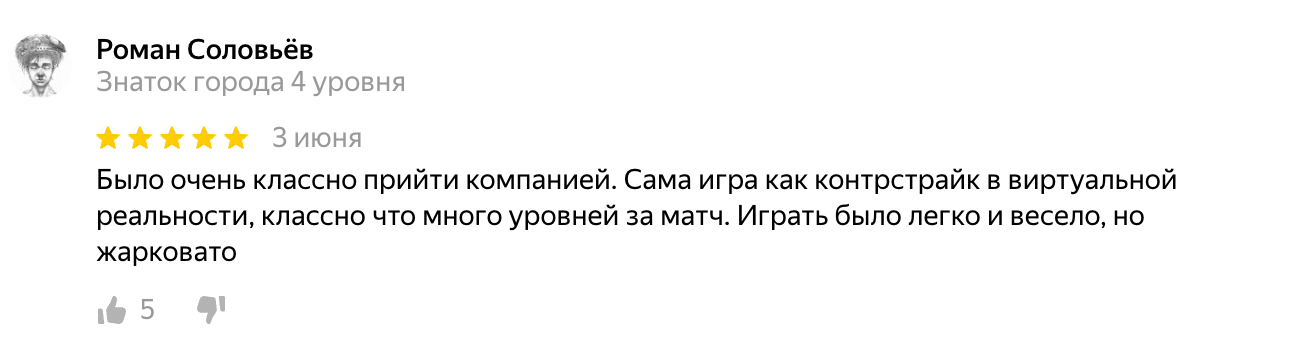 Роман Соловьёв
Знаток города 4 уровня
3 июня
Было очень классно прийти компанией. Сама игра как контрстрайк в виртуальной
реальности, классно что много уровней за матч. Играть было легко и весело, но
жарковато
5